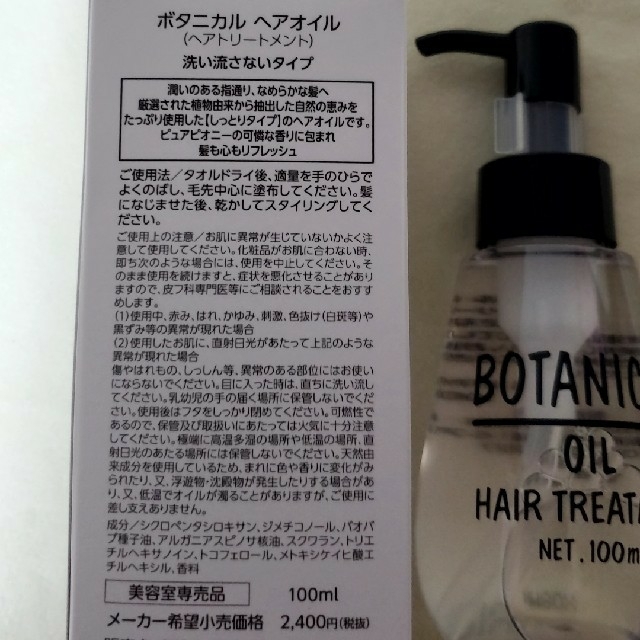 ボタニカル ヘアオイル
(ヘアトリートメント)
洗い流さないタイプ
潤いのある指通り、なめらかな髪へ
厳選された植物由来から抽出した自然の恵みを
たっぷり使用した【しっとりタイプ】のヘアオイルです。
ピュアピオニーの可憐な香りに包まれ
髪も心もリフレッシュ
ご使用法/タオルドライ後、適量を手のひらで
よくのばし、毛先中心に塗布してください。髪
になじませた後、乾かしてスタイリングしてく
ださい。
ご使用上の注意/お肌に異常が生じていないかよく注
意して使用してください。化粧品がお肌に合わない時、
即ち次のような場合には、使用を中止してください。そ
のまま使用を続けますと、症状を悪化させることがあり
ますので、皮フ科専門医等にご相談されることをおすす
めします。
(1)使用中、赤み、はれ、かゆみ、刺激、色抜け(白斑等)や
黒ずみ等の異常が現れた場合
(2)使用したお肌に、直射日光があたって上記のような
異常が現れた場合
傷やはれもの、しっしん等、異常のある部位にはお使い
にならないでください。目に入った時は、直ちに洗い流し
てください。乳幼児の手の届く場所に保管しないでくだ
さい。使用後はフタをしっかり閉めてください。可燃性で
あるので、保管及び取扱いにあたっては火気に十分注意
してください。極端に高温多湿の場所や低温の場所、直
射日光のあたる場所には保管しないでください。天然由
来成分を使用しているため、まれに色や香りに変化がみ
られたり、又、浮遊物・沈殿物が発生したりする場合があ
り、又、低温でオイルが濁ることがありますが、ご使用に
差し支えありません。
成分/シクロペンタシロキサン、ジメチコノール、バオバ
ブ種子油、アルガニアスピノサ核油、スクワラン、トリエ
チルヘキサノイン、トコフェロール、メトキシケイヒ酸エ
チルヘキシル、香料
美容室専売品 100ml
メーカー希望小売価格 2,400円(税抜)
BOTANIC
OIL
HAIR TREATM
NET.100m